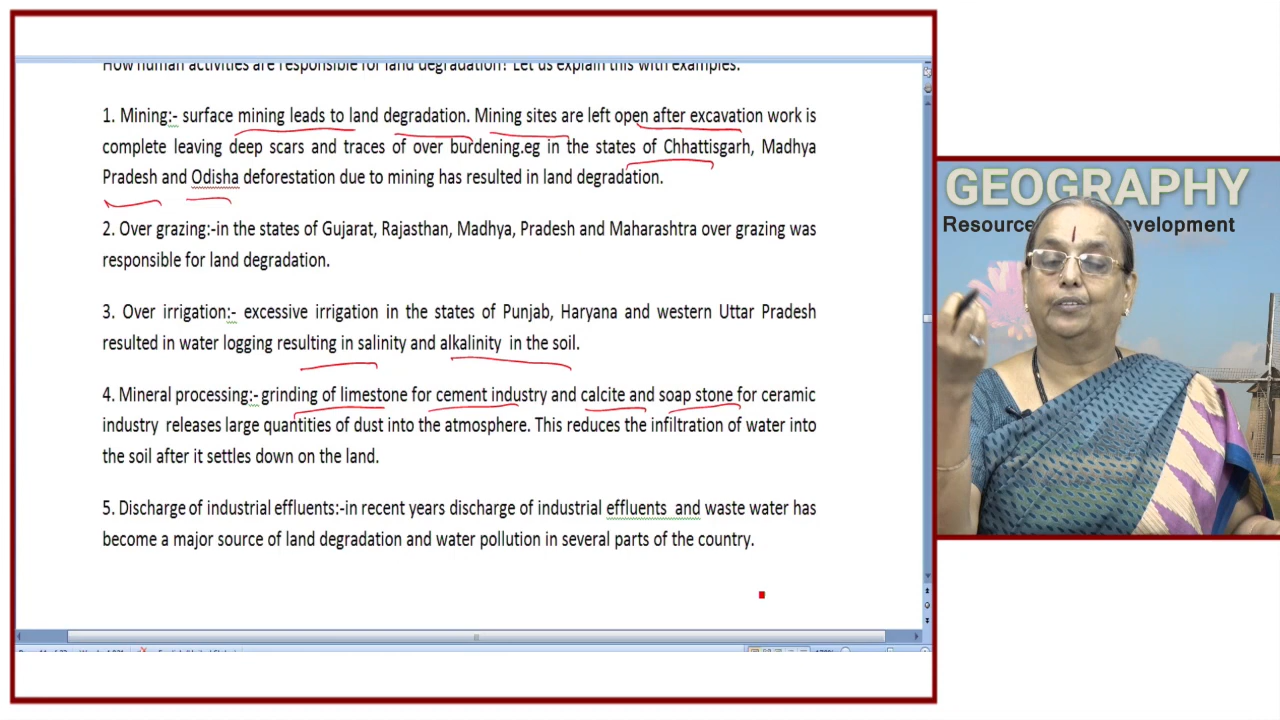 How human activities are responsible for land degradation? Let us explain this with examples.
1. Mining:- surface mining leads to land degradation. Mining sites are left open after excavation work is
complete leaving deep scars and traces of over burdening.eg in the states of Chhattisgarh, Madhya
Pradesh and Odisha deforestation due to mining has resulted in land degradation.
2. Over grazing:-in the states of Gujarat, Rajasthan, Madhya, Pradesh and Maharashtra over grazing was
responsible for land degradation.
3. Over irrigation:- excessive irrigation in the states of Punjab, Haryana and western Uttar Pradesh
resulted in water logging resulting in salinity and alkalinity in the soil.
4. Mineral processing:- grinding of limestone for cement industry and calcite and soap stone for ceramic
industry releases large quantities of dust into the atmosphere. This reduces the infiltration of water into
the soil after it settles down on the land.
5. Discharge of industrial effluents:-in recent years discharge of industrial effluents and waste water has
become a major source of land degradation and water pollution in several parts of the country.
GEOGRAPHY